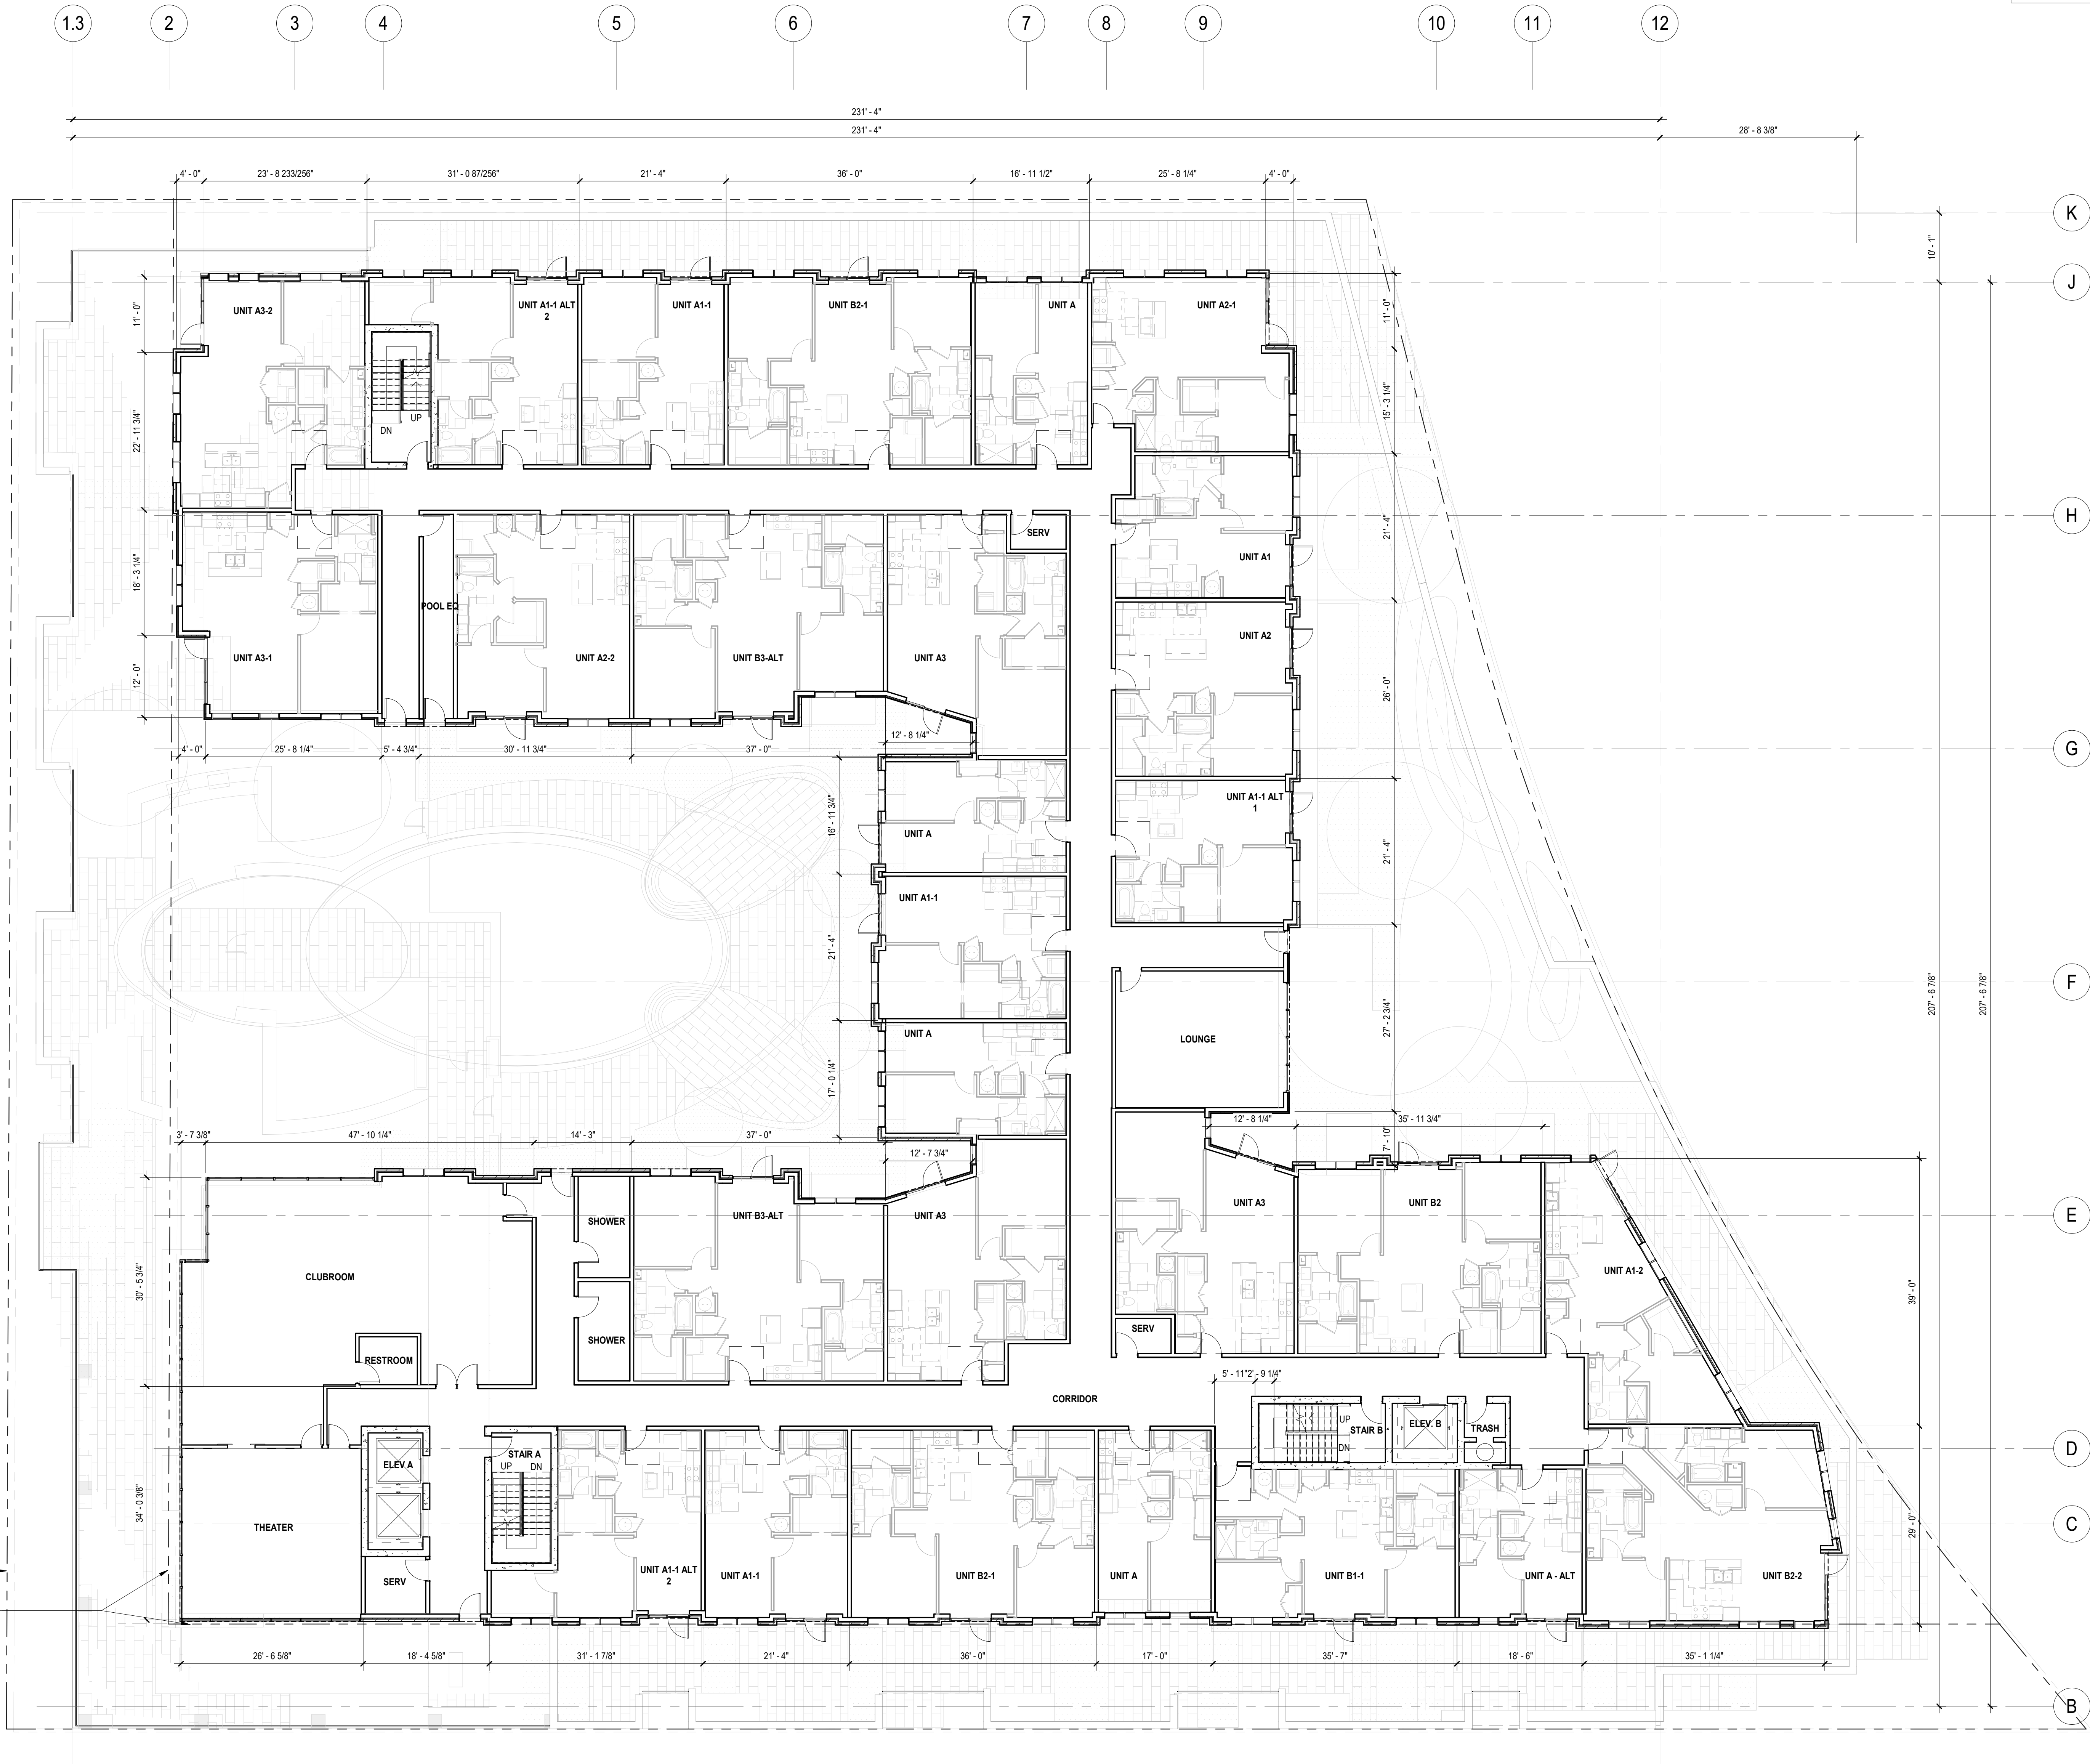 1.3 2 3 4 5 6 7 8 9 10 11 12
231' - 4"
231' - 4" 28' - 8 3/8"
4' - 0" 23' - 8 233/256" 31' - 0 87/256" 21' - 4" 36' - 0" 16' - 11 1/2" 25' - 8 1/4" 4' - 0"
K
10' - 1"
J
11' - 0"
UNIT A3-2
UNIT A1-1 ALT
2
UNIT A1-1
UNIT B2-1
UNIT A
UNIT A2-1
11' - 0"
15' - 3 1/4"
22' - 11 3/4"
UP
DN
H
SERV
21' - 4"
UNIT A1
18' - 3 1/4"
POOL EQ
UNIT A2
12' - 0"
UNIT A3-1
UNIT A2-2
UNIT B3-ALT
UNIT A3
26' - 0"
4' - 0" 25' - 8 1/4" 5' - 4 3/4" 30' - 11 3/4" 37' - 0" 12' - 8 1/4"
G
UNIT A1-1 ALT
1
16' - 11 3/4"
UNIT A
21' - 4"
UNIT A1-1
21' - 4"
F
207' - 6 7/8"
207' - 6 7/8"
27' - 2 3/4"
UNIT A
LOUNGE
17' - 0 1/4"
12' - 8 1/4" 35' - 11 3/4"
3' - 7 3/8" 47' - 10 1/4" 14' - 3" 37' - 0"
7' - 10"
12' - 7 3/4"
UNIT A3
UNIT B2
SHOWER
UNIT B3-ALT
UNIT A3
E
CLUBROOM
30' - 5 3/4"
UNIT A1-2
39' - 0"
SERV
SHOWER
RESTROOM
5' - 11" 2' - 9 1/4"
CORRIDOR
UP
STAIR B
DN
ELEV. B
TRASH
D
ELEV A
STAIR A
UP DN
34' - 0 3/8"
THEATER
C
29' - 0"
SERV
UNIT A1-1 ALT
2
UNIT A1-1
UNIT B2-1
UNIT A
UNIT B1-1
UNIT A - ALT
UNIT B2-2
26' - 6 5/8" 18' - 4 5/8" 31' - 1 7/8" 21' - 4" 36' - 0" 17' - 0" 35' - 7" 18' - 6" 35' - 1 1/4"
B